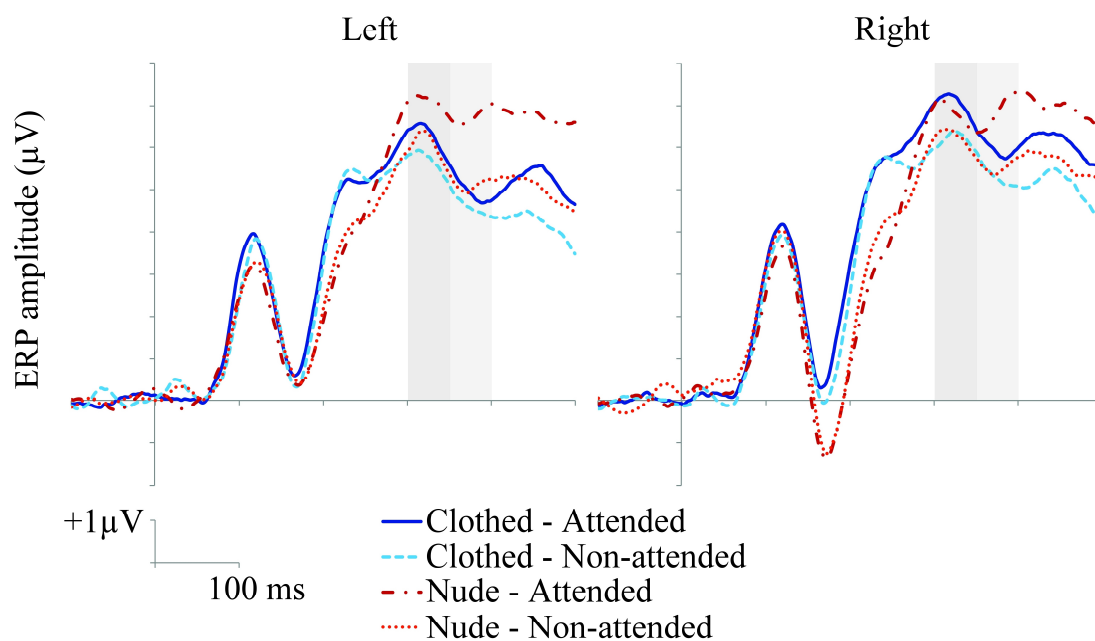 Left
Right
ERP amplitude (µV)
+1µV
100 ms
Clothed - Attended
Clothed - Non-attended
Nude - Attended
Nude - Non-attended